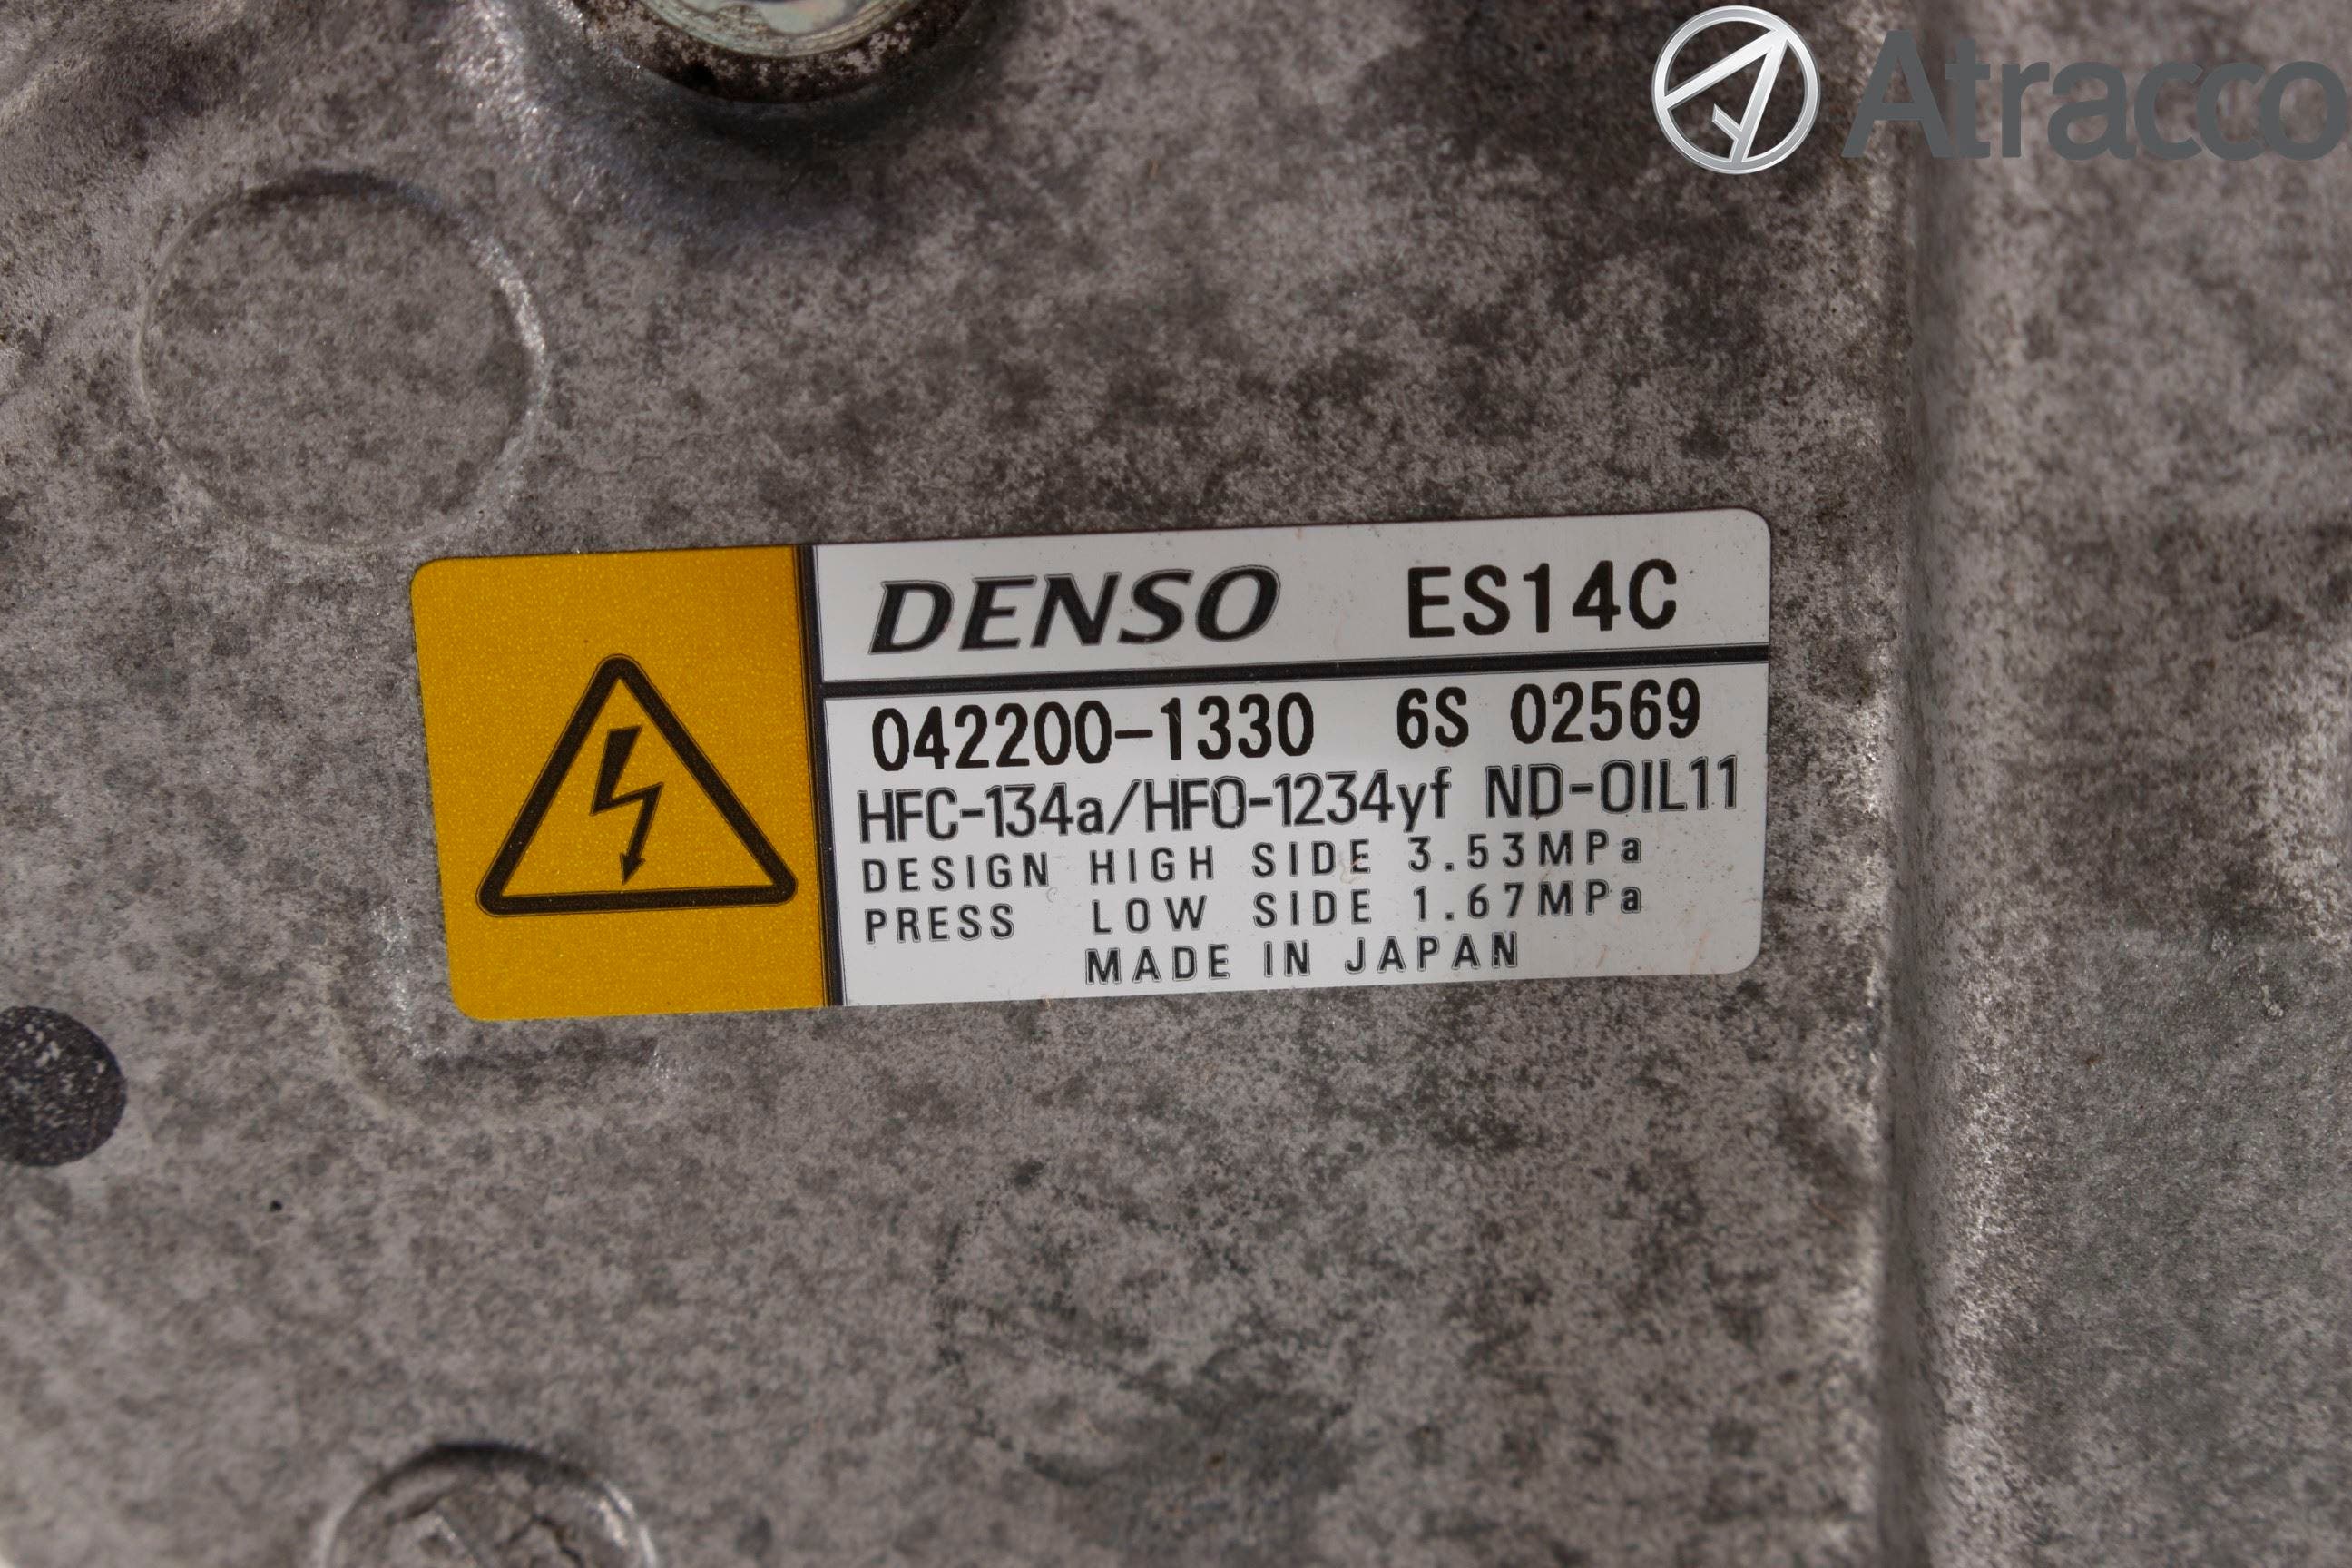 Atracco
DENSO ES14C
042200-1330 6S 02569
HFC-134a/HFO-1234yf ND-OIL11
DESIGN HIGH SIDE 3.53MPa
PRESS LOW SIDE 1.67MPa
MADE IN JAPAN